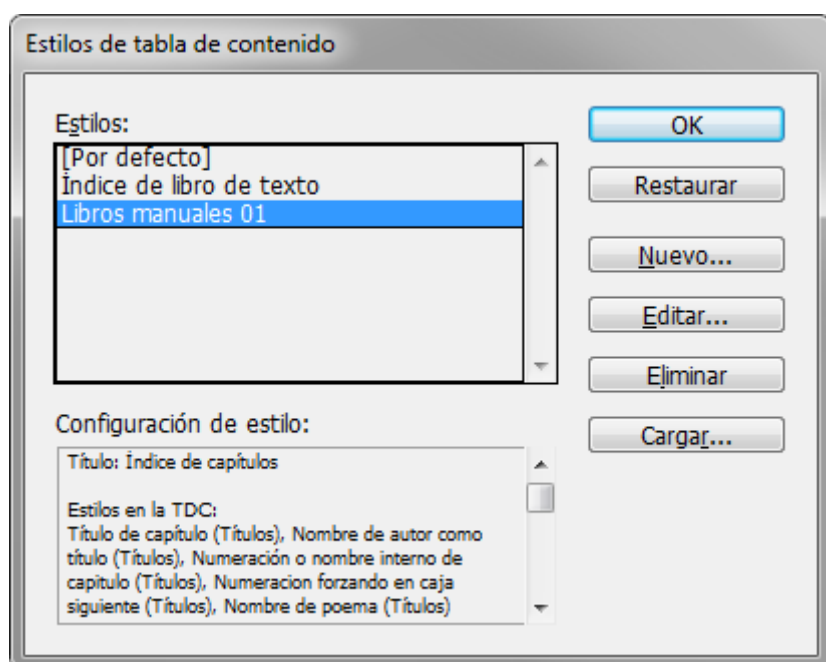 Estilos de tabla de contenido
Estilos:
[Por defecto]
Índice de libro de texto
Libros manuales 01
OK
Restaurar
Nuevo...
Editar...
Eliminar
Cargar...
Configuración de estilo:
Título: Índice de capítulos
Estilos en la TDC:
Título de capítulo (Títulos), Nombre de autor como
título (Títulos), Numeración o nombre interno de
capitulo (Títulos), Numeracion forzando en caja
siguiente (Títulos), Nombre de poema (Títulos)